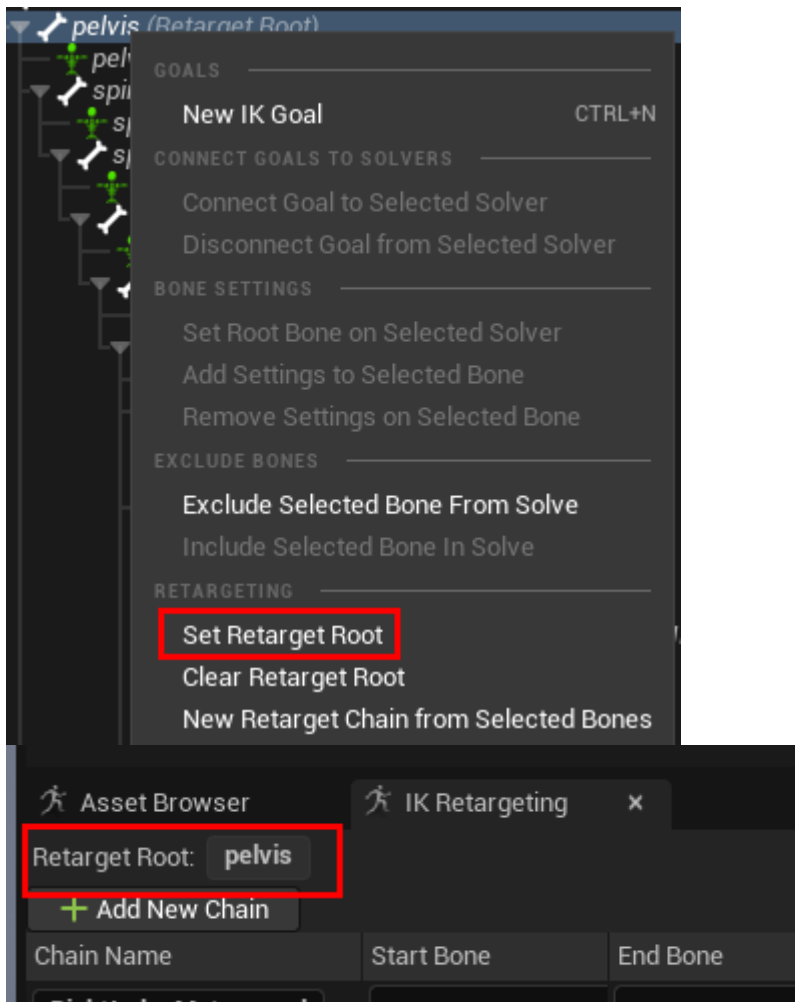 pelvis (Retarget Root)
GOALS
New IK Goal CTRL+N
CONNECT GOALS TO SOLVERS
Connect Goal to Selected Solver
Disconnect Goal from Selected Solver
BONE SETTINGS
Set Root Bone on Selected Solver
Add Settings to Selected Bone
Remove Settings on Selected Bone
EXCLUDE BONES
Exclude Selected Bone From Solve
Include Selected Bone In Solve
RETARGETING
Set Retarget Root
Clear Retarget Root
New Retarget Chain from Selected Bones
Asset Browser IK Retargeting ×
Retarget Root: pelvis
+ Add New Chain
Chain Name Start Bone End Bone